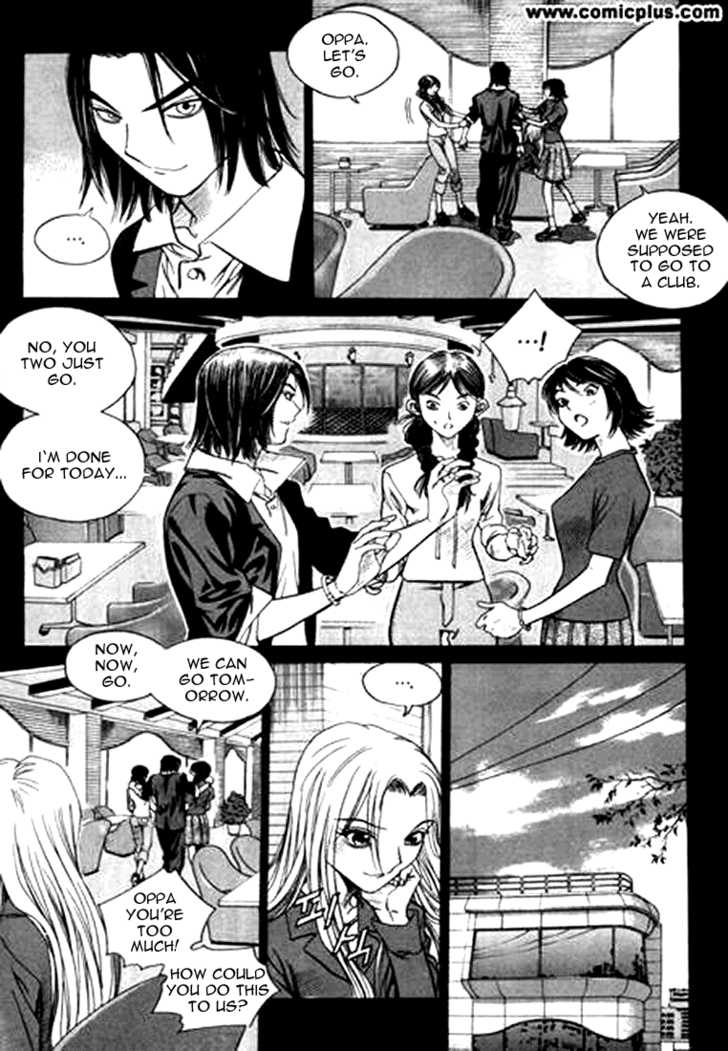 www.comicplus.com
...
OPPA.
LET'S
GO.
YEAH.
WE WERE
SUPPOSED
TO GO TO
A CLUB.
NO, YOU
TWO JUST
GO.
I'M DONE
FOR TODAY...
...!
NOW,
NOW,
GO.
WE CAN
GO TOM-
ORROW.
OPPA
YOU'RE
TOO
MUCH!
HOW COULD
YOU DO THIS
TO US?
...